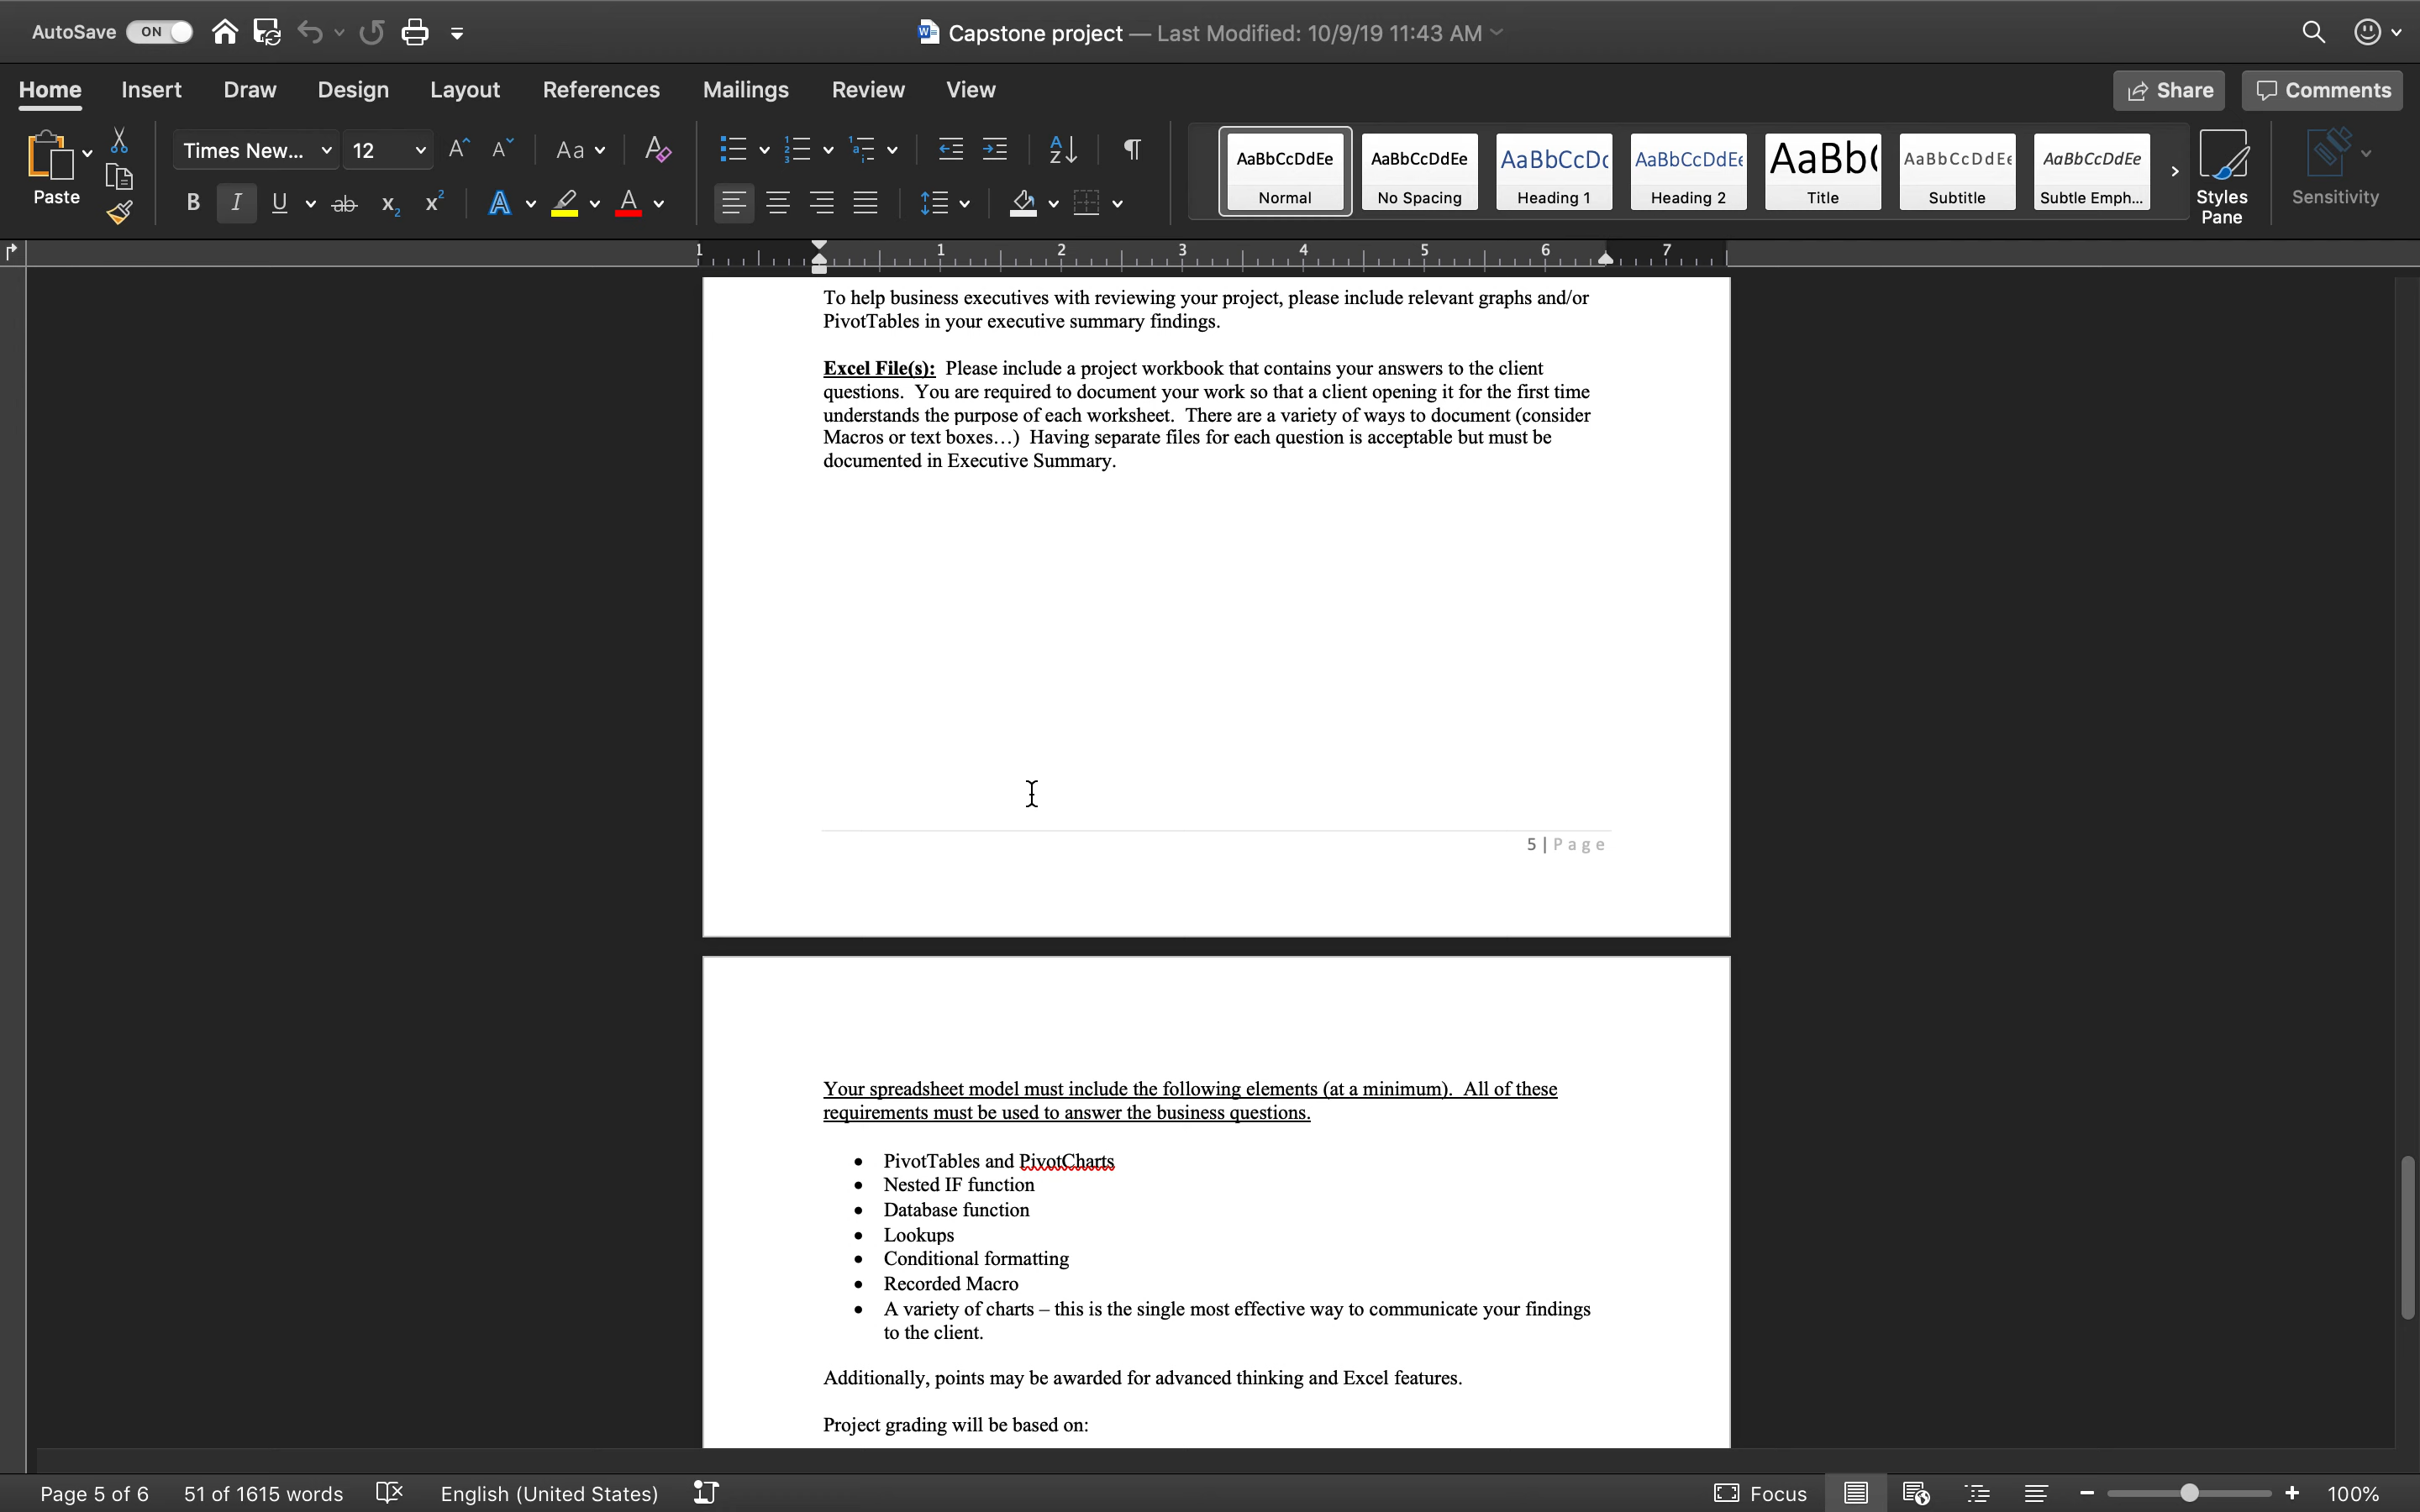 AutoSave ON
Capstone project — Last Modified: 10/9/19 11:43 AM
Home Insert Draw Design Layout References Mailings Review View Share Comments
Paste
Times New... 12
AaBbCcDdEe Normal
AaBbCcDdEe No Spacing
AaBbCcDc Heading 1
AaBbCcDdEe Heading 2
AaBb( Title
AaBbCcDdEe Subtitle
AaBbCcDdEe Subtle Emph...
Styles Pane
Sensitivity
1 1 2 3 4 5 6 7
To help business executives with reviewing your project, please include relevant graphs and/or
PivotTables in your executive summary findings.
Excel File(s): Please include a project workbook that contains your answers to the client
questions. You are required to document your work so that a client opening it for the first time
understands the purpose of each worksheet. There are a variety of ways to document (consider
Macros or text boxes…) Having separate files for each question is acceptable but must be
documented in Executive Summary.
5 | Page
Your spreadsheet model must include the following elements (at a minimum). All of these
requirements must be used to answer the business questions.
• PivotTables and PivotCharts
• Nested IF function
• Database function
• Lookups
• Conditional formatting
• Recorded Macro
• A variety of charts – this is the single most effective way to communicate your findings
to the client.
Additionally, points may be awarded for advanced thinking and Excel features.
Project grading will be based on:
Page 5 of 6 51 of 1615 words English (United States) Focus 100%